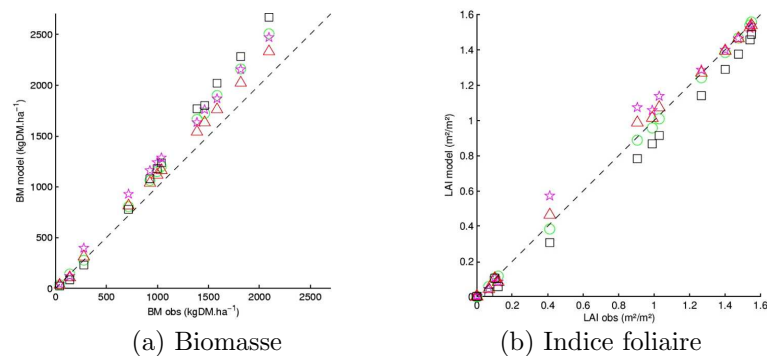 BM model (kgDM.ha⁻¹)
2500
2000
1500
1000
500
0
0 500 1000 1500 2000 2500
BM obs (kgDM.ha⁻¹)
(a) Biomasse
LAI model (m²/m²)
1.6
1.4
1.2
1
0.8
0.6
0.4
0.2
0
0 0.2 0.4 0.6 0.8 1 1.2 1.4 1.6
LAI obs (m²/m²)
(b) Indice foliaire